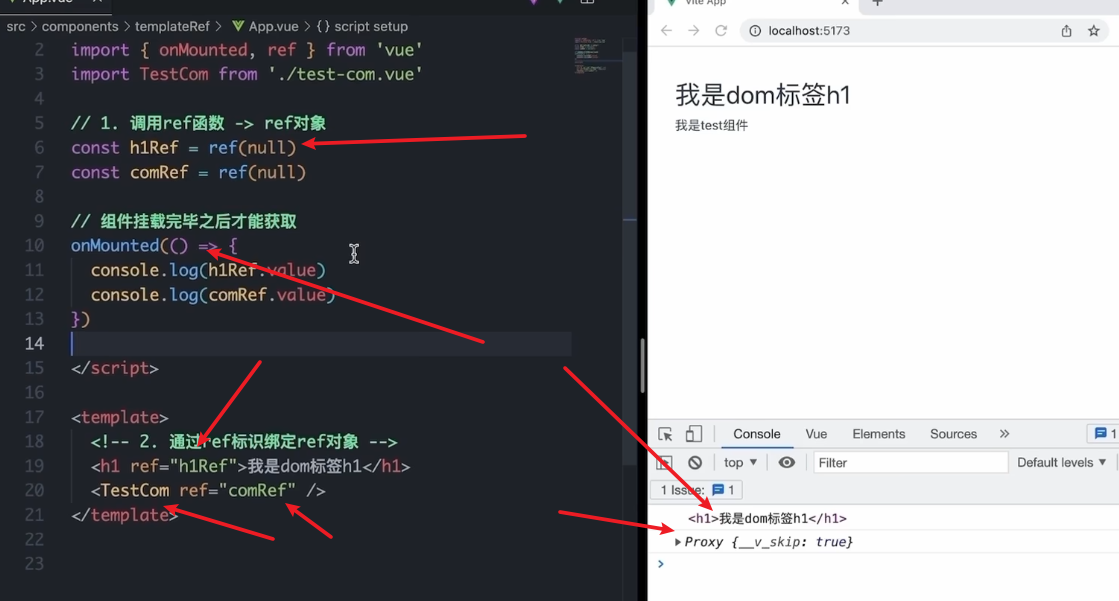 App.vue
src > components > templateRef > App.vue > {} script setup
2 import { onMounted, ref } from 'vue'
3 import TestCom from './test-com.vue'
4
5 // 1. 调用ref函数 -> ref对象
6 const h1Ref = ref(null)
7 const comRef = ref(null)
8
9 // 组件挂载完毕之后才能获取
10 onMounted(() => {
11 console.log(h1Ref.value)
12 console.log(comRef.value)
13 })
14
15 </script>
16
17 <template>
18 <!-- 2. 通过ref标识绑定ref对象 -->
19 <h1 ref="h1Ref">我是dom标签h1</h1>
20 <TestCom ref="comRef" />
21 </template>
22
23
Vite App
localhost:5173
我是dom标签h1
我是test组件
Console Vue Elements Sources » 1
top ▼ Filter Default levels ▼
1 Issue: 1
<h1>我是dom标签h1</h1>
▶ Proxy {__v_skip: true}
>